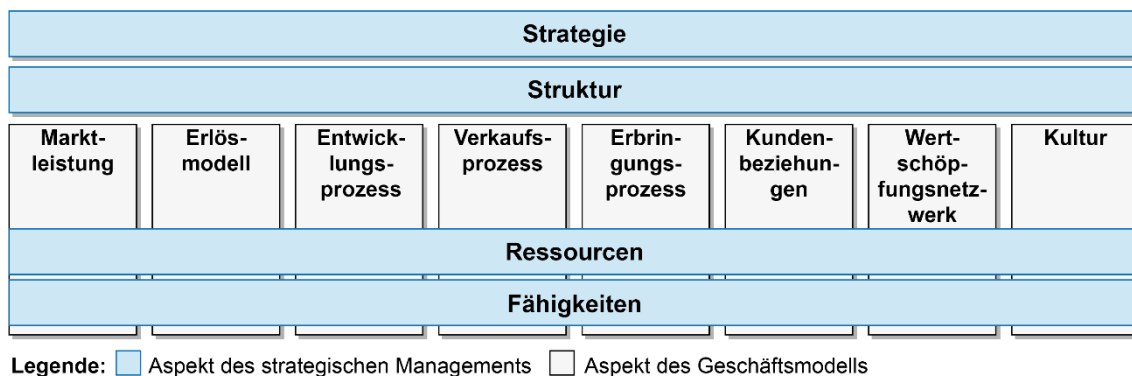 Strategie
Struktur
Markt-
leistung
Erlös-
modell
Entwick-
lungs-
prozess
Verkaufs-
prozess
Erbrin-
gungs-
prozess
Kunden-
beziehun-
gen
Wert-
schöp-
fungsnetz-
werk
Kultur
Ressourcen
Fähigkeiten
Legende: Aspekt des strategischen Managements Aspekt des Geschäftsmodells